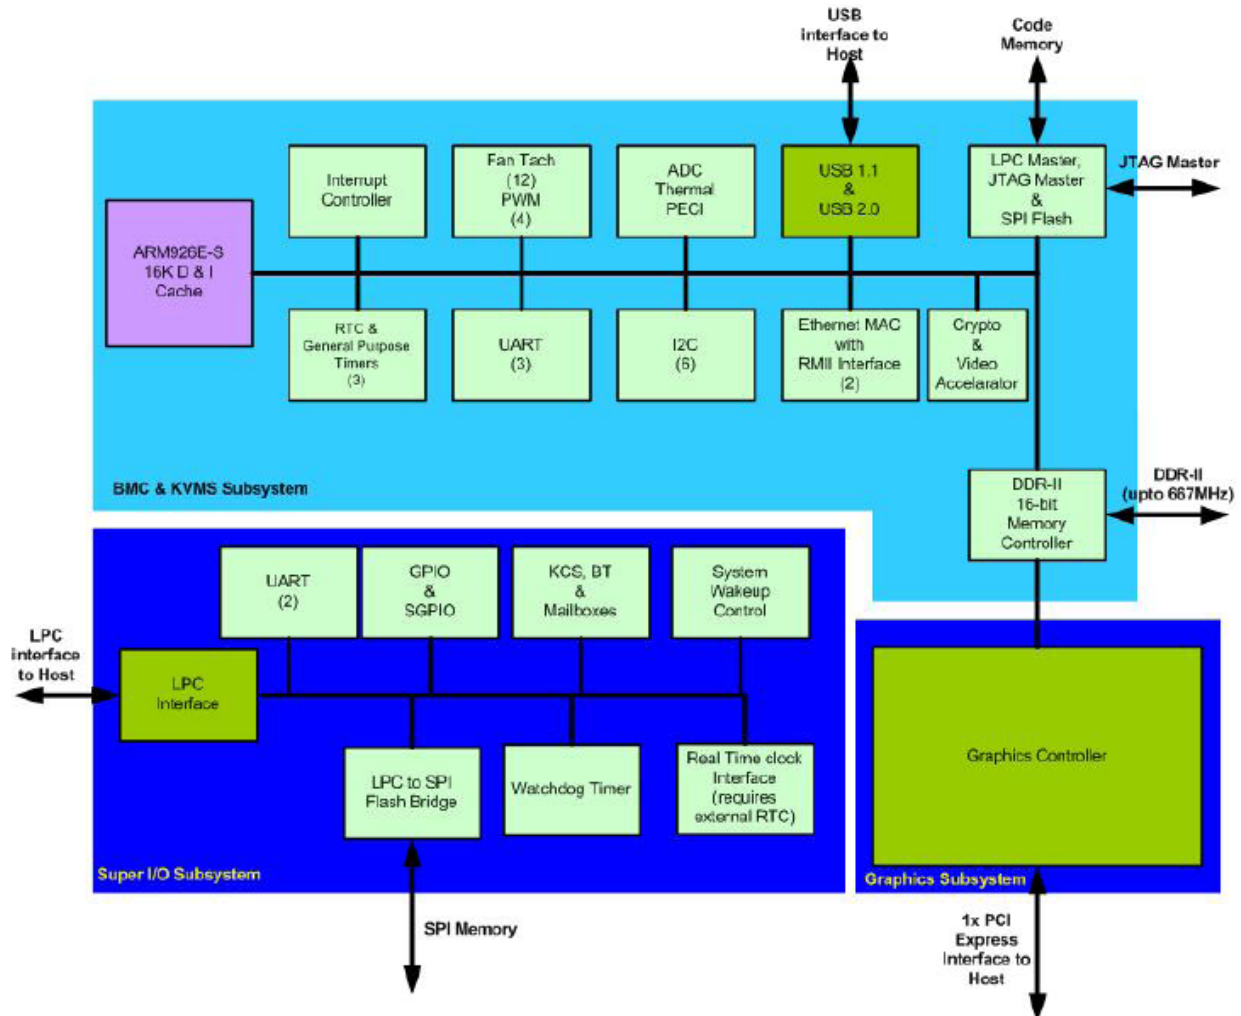 USB
interface to
Host
Code
Memory
Interrupt
Controller
Fan Tach
(12)
PWM
(4)
ADC
Thermal
PECI
USB 1.1
&
USB 2.0
LPC Master,
JTAG Master
&
SPI Flash
JTAG Master
ARM926E-S
16K D & I
Cache
RTC &
General Purpose
Timers
(3)
UART
(3)
I2C
(6)
Ethernet MAC
with
RMII Interface
(2)
Crypto
&
Video
Accelarator
BMC & KVMS Subsystem
DDR-II
16-bit
Memory
Controller
DDR-II
(upto 667MHz)
UART
(2)
GPIO
&
SGPIO
KCS, BT
&
Mailboxes
System
Wakeup
Control
LPC
interface
to Host
LPC
Interface
LPC to SPI
Flash Bridge
Watchdog Timer
Real Time clock
Interface
(requires
external RTC)
Super I/O Subsystem
SPI Memory
Graphics Controller
Graphics Subsystem
1x PCI
Express
Interface to
Host